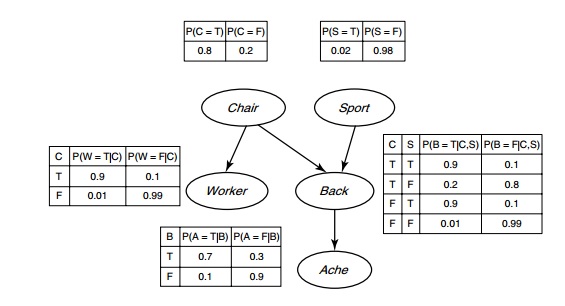 P(C = T) P(C = F)
0.8 0.2
P(S = T) P(S = F)
0.02 0.98
Chair
Sport
C P(W = T|C) P(W = F|C)
T 0.9 0.1
F 0.01 0.99
Worker
Back
C S P(B = T|C,S) P(B = F|C,S)
T T 0.9 0.1
T F 0.2 0.8
F T 0.9 0.1
F F 0.01 0.99
B P(A = T|B) P(A = F|B)
T 0.7 0.3
F 0.1 0.9
Ache